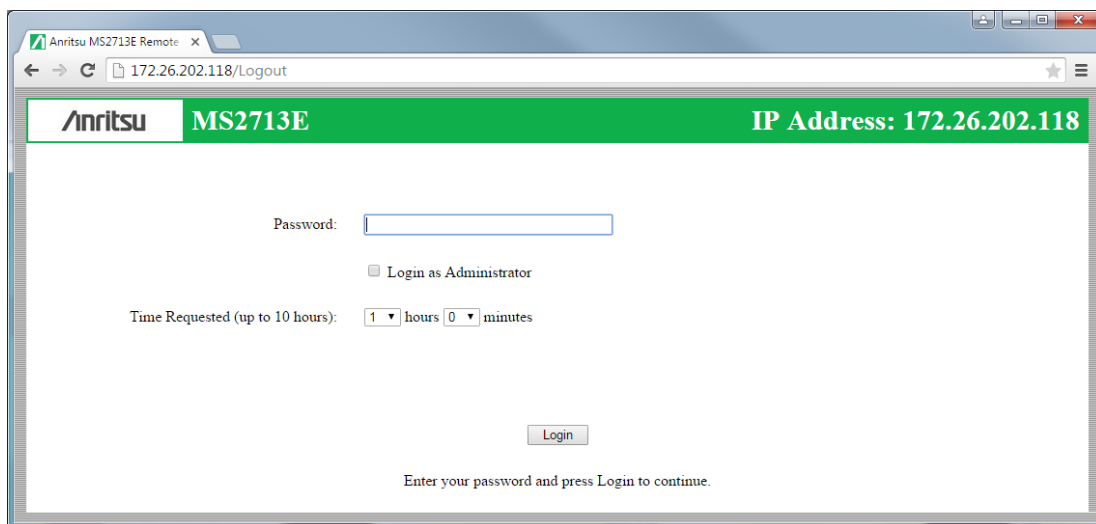 Anritsu MS2713E Remote
172.26.202.118/Logout
Anritsu MS2713E IP Address: 172.26.202.118
Password:
Login as Administrator
Time Requested (up to 10 hours): 1 hours 0 minutes
Login
Enter your password and press Login to continue.